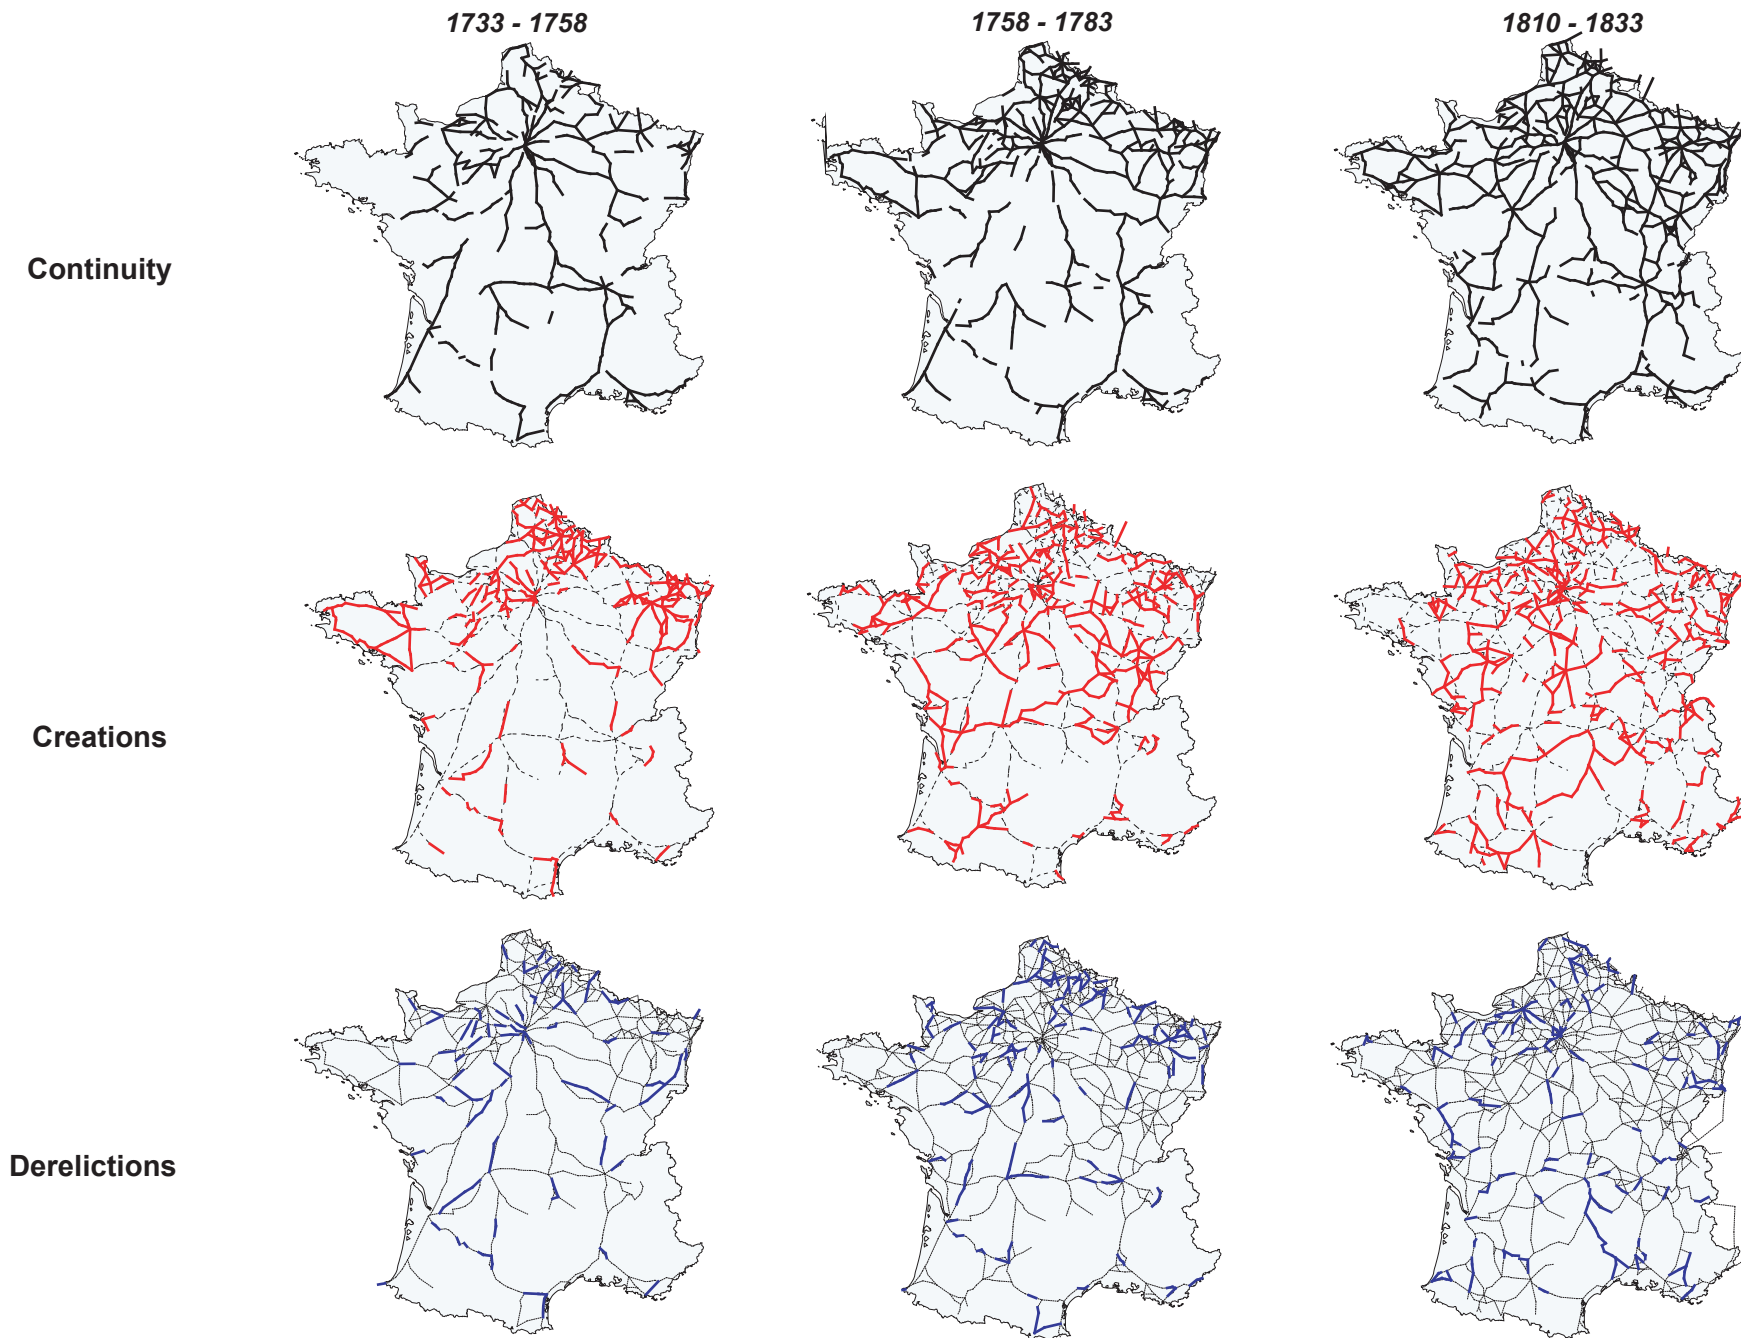 1733 - 1758
1758 - 1783
1810 - 1833
Continuity
Creations
Derelictions